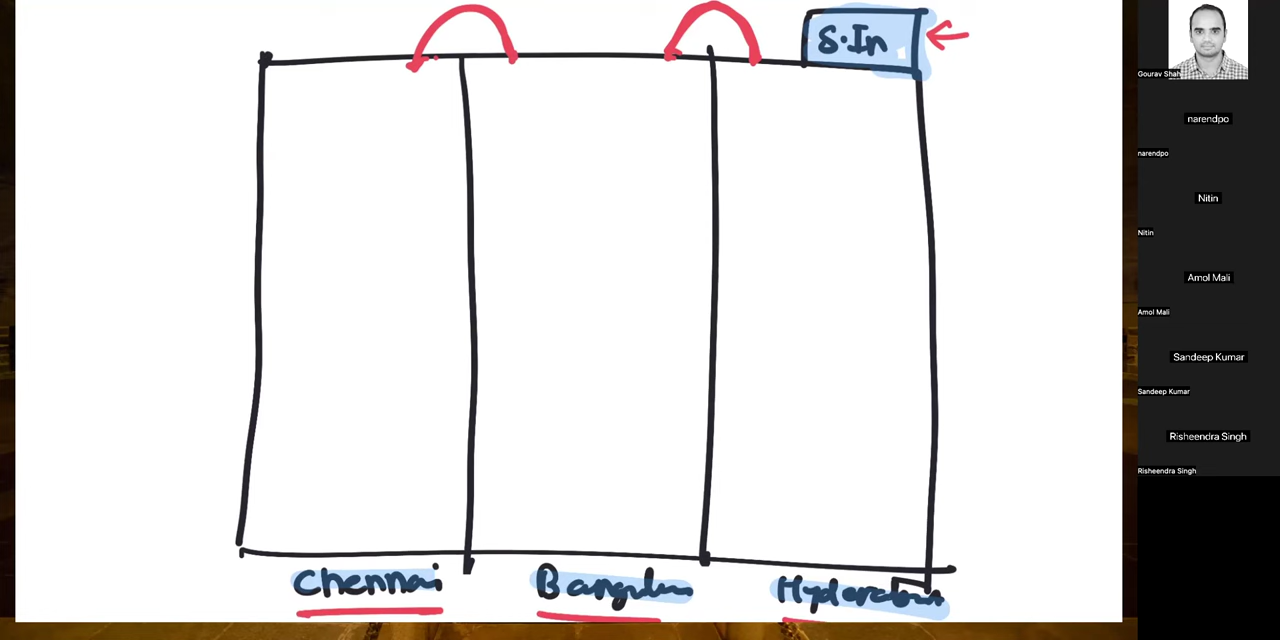 S.In
Chennai
Bangalore
Hyderabad
Gourav Shah
narendpo
narendpo
Nitin
Nitin
Amol Mali
Amol Mali
Sandeep Kumar
Sandeep Kumar
Risheendra Singh
Risheendra Singh